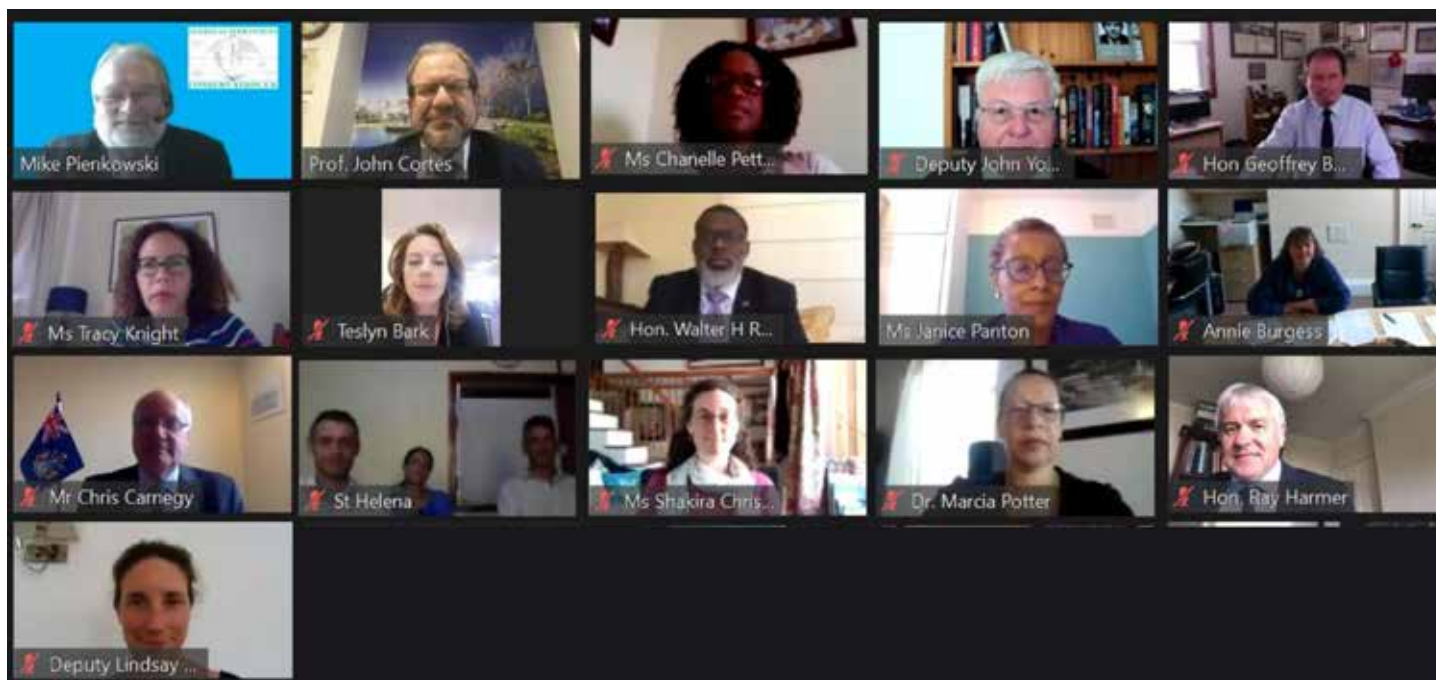 Mike Pienkowski
Prof. John Cortes
Ms Chanelle Pett...
Deputy John Yo...
Hon Geoffrey B...
Ms Tracy Knight
Teslyn Bark
Hon. Walter H R...
Ms Janice Panton
Annie Burgess
Mr Chris Carnegy
St Helena
Ms Shakira Chris...
Dr. Marcia Potter
Hon. Ray Harmer
Deputy Lindsay ...